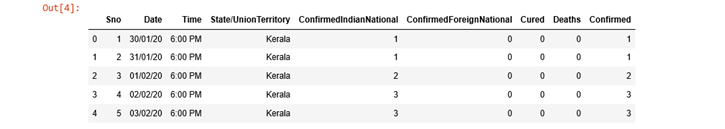 Out[4]:
Sno Date Time State/UnionTerritory ConfirmedIndianNational ConfirmedForeignNational Cured Deaths Confirmed
0 1 30/01/20 6:00 PM Kerala 1 0 0 0 1
1 2 31/01/20 6:00 PM Kerala 1 0 0 0 1
2 3 01/02/20 6:00 PM Kerala 2 0 0 0 2
3 4 02/02/20 6:00 PM Kerala 3 0 0 0 3
4 5 03/02/20 6:00 PM Kerala 3 0 0 0 3